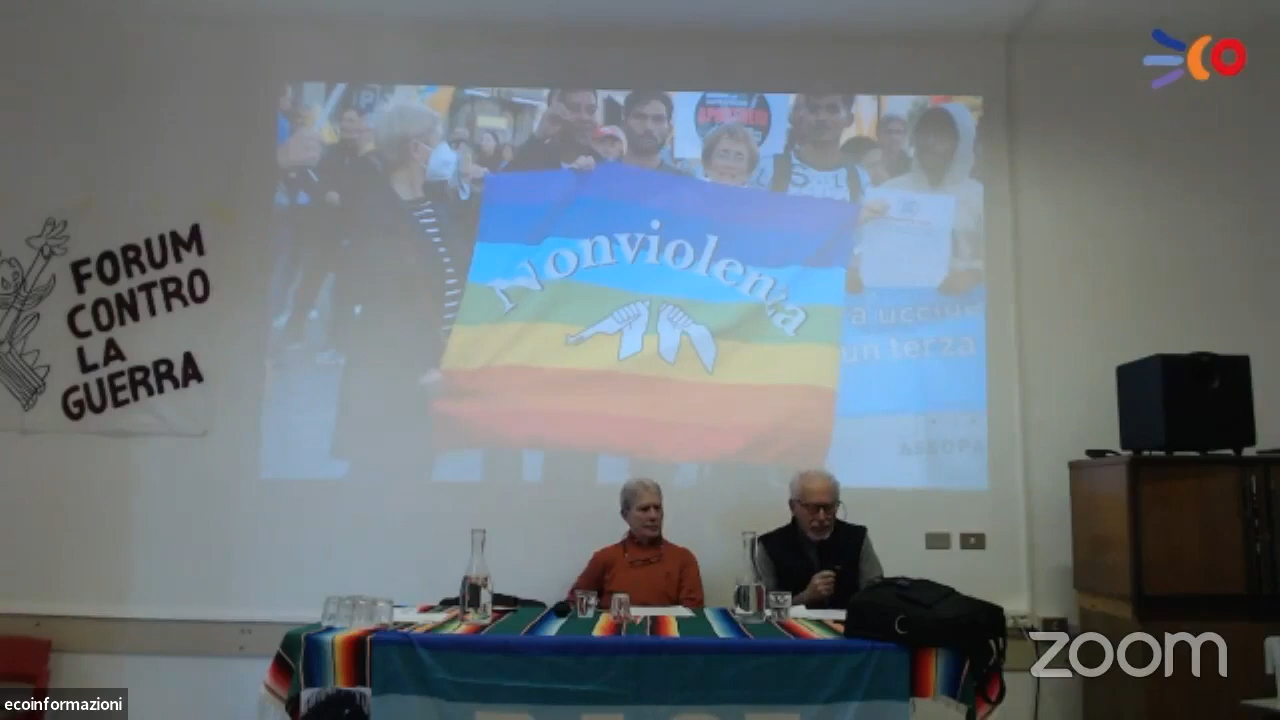 FORUM
CONTRO
LA
GUERRA
Nonviolenza
a uccide
un terza
ecoinformazioni
zoom